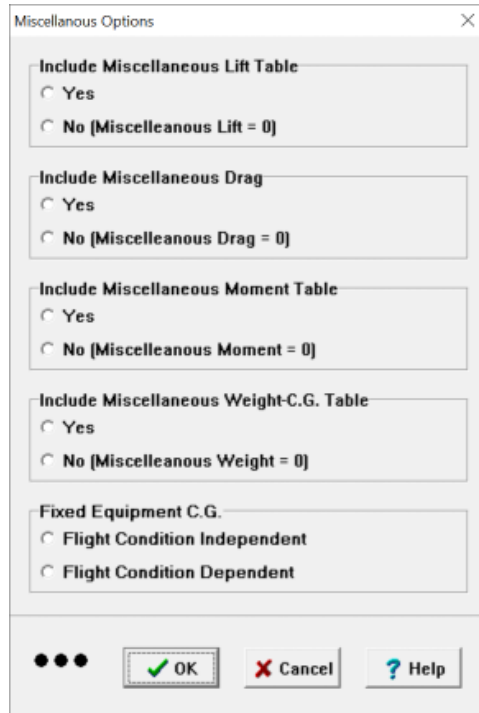 Miscellanous Options
Include Miscellaneous Lift Table
Yes
No (Miscelleanous Lift = 0)
Include Miscellaneous Drag
Yes
No (Miscelleanous Drag = 0)
Include Miscellaneous Moment Table
Yes
No (Miscelleanous Moment = 0)
Include Miscellaneous Weight-C.G. Table
Yes
No (Miscelleanous Weight = 0)
Fixed Equipment C.G.
Flight Condition Independent
Flight Condition Dependent
OK Cancel Help